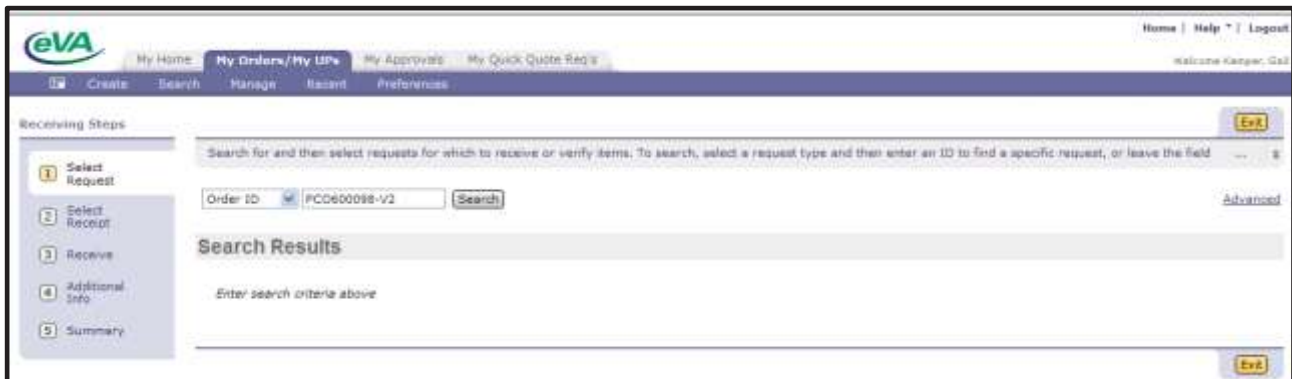 Home | Help | Logout
eVA
My Home My Orders/My UPs My Approvals My Quick Quote Req's
Welcome Kamper, Gail
Create Search Manage Recent Preferences
Receiving Steps
Exit
Search for and then select requests for which to receive or verify items. To search, select a request type and then enter an ID to find a specific request, or leave the field ...
1 Select Request
Order ID PCO600098-V2 Search
Advanced
2 Select Receipt
Search Results
3 Receive
4 Additional Info
Enter search criteria above
5 Summary
Exit